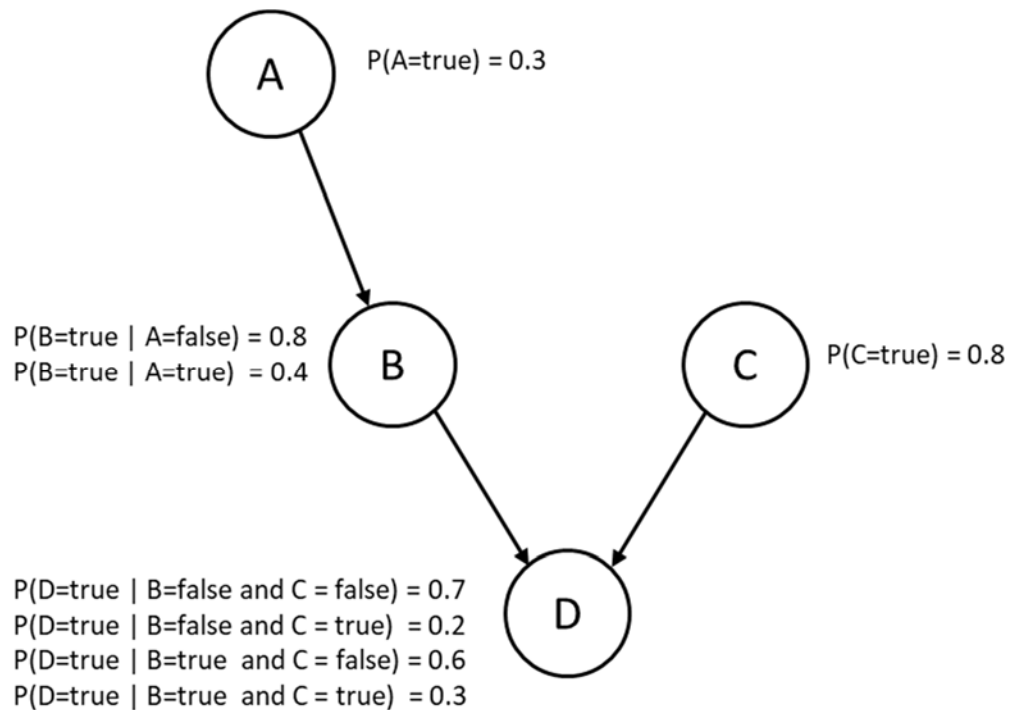 A
P(A=true) = 0.3
P(B=true | A=false) = 0.8
P(B=true | A=true) = 0.4
B
C
P(C=true) = 0.8
P(D=true | B=false and C = false) = 0.7
P(D=true | B=false and C = true) = 0.2
P(D=true | B=true and C = false) = 0.6
P(D=true | B=true and C = true) = 0.3
D